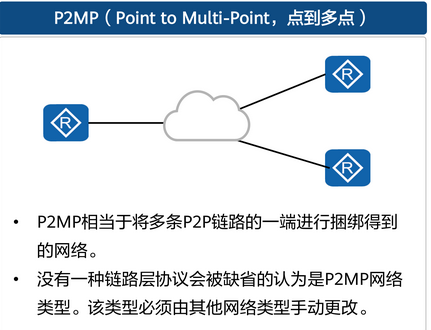 P2MP（Point to Multi-Point，点到多点）
R
R
R
• P2MP相当于将多条P2P链路的一端进行捆绑得到
的网络。
• 没有一种链路层协议会被缺省的认为是P2MP网络
类型。该类型必须由其他网络类型手动更改。